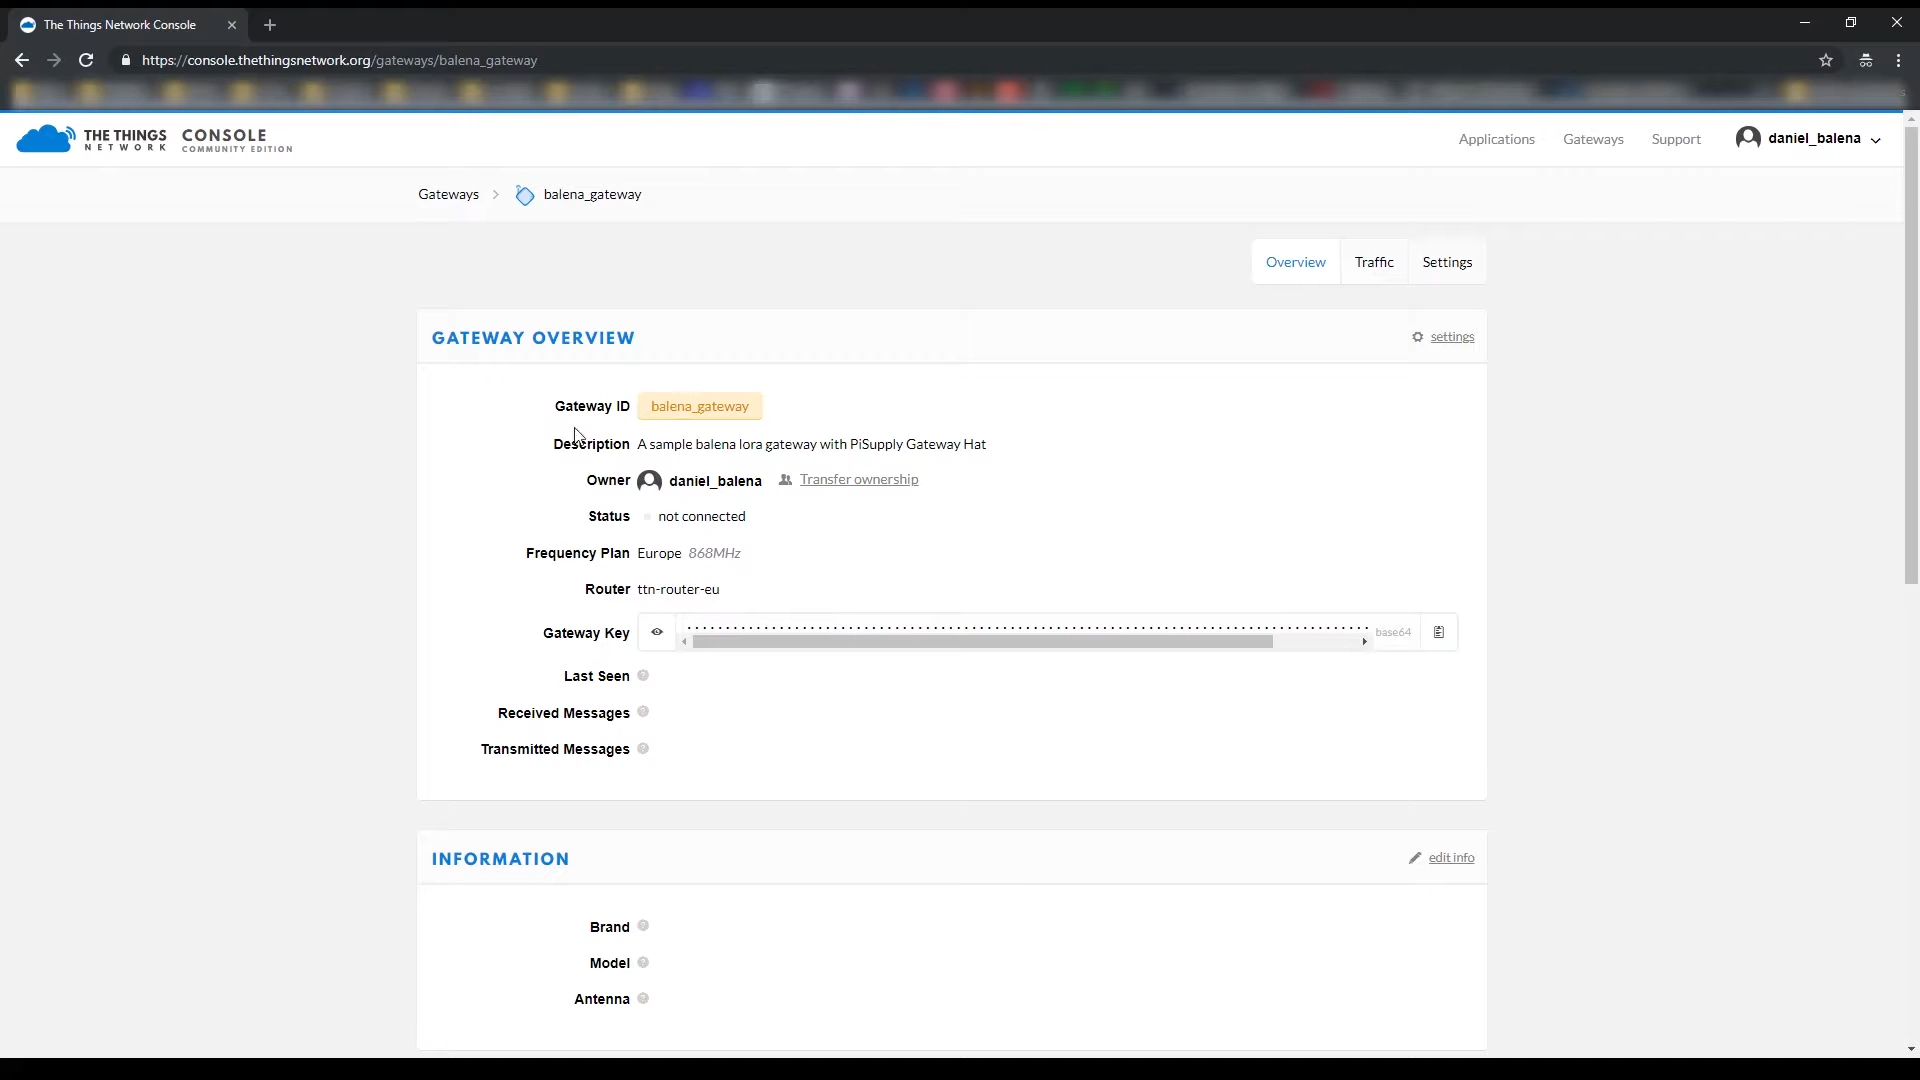 The Things Network Console
https://console.thethingsnetwork.org/gateways/balena_gateway
THE THINGS NETWORK CONSOLE COMMUNITY EDITION
Applications Gateways Support daniel_balena
Gateways balena_gateway
Overview Traffic Settings
GATEWAY OVERVIEW settings
Gateway ID balena_gateway
Description A sample balena lora gateway with PiSupply Gateway Hat
Owner daniel_balena Transfer ownership
Status not connected
Frequency Plan Europe 868MHz
Router ttn-router-eu
Gateway Key base64
Last Seen
Received Messages
Transmitted Messages
INFORMATION edit info
Brand
Model
Antenna